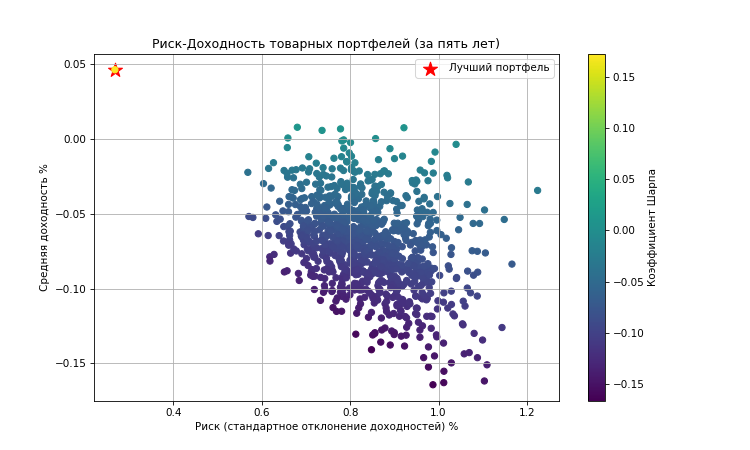 Риск-Доходность товарных портфелей (за пять лет)
Лучший портфель
Средняя доходность %
0.05
0.00
−0.05
−0.10
−0.15
0.4 0.6 0.8 1.0 1.2
Риск (стандартное отклонение доходностей) %
0.15
0.10
0.05
0.00
−0.05
−0.10
−0.15
Коэффициент Шарпа